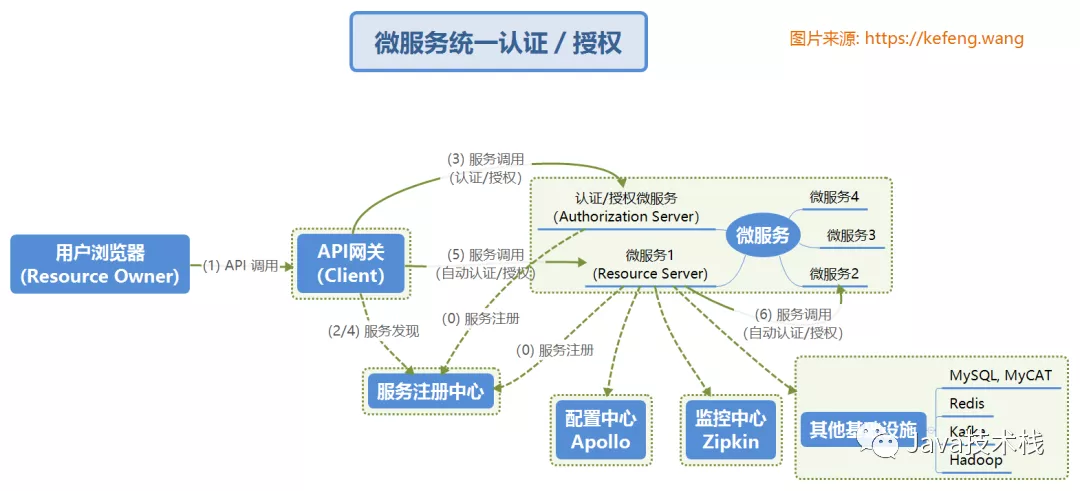 微服务统一认证 / 授权
图片来源: https://kefeng.wang
(3) 服务调用
(认证/授权)
认证/授权微服务
(Authorization Server)
微服务4
微服务
微服务3
用户浏览器
(Resource Owner)
(1) API 调用
API网关
(Client)
(5) 服务调用
(自动认证/授权)
微服务1
(Resource Server)
微服务2
(2/4) 服务发现
(0) 服务注册
(6) 服务调用
(自动认证/授权)
(0) 服务注册
服务注册中心
配置中心
Apollo
监控中心
Zipkin
其他基础设施
MySQL, MyCAT
Redis
Kafka
Hadoop
Java技术栈